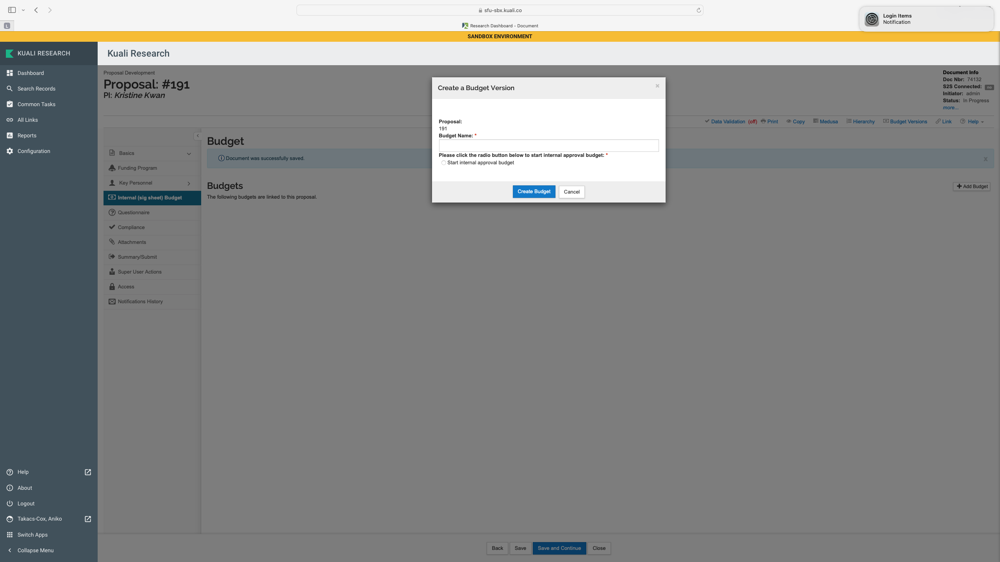 sfu-sbx.kuali.co
Login Items
Notification
L
Research Dashboard - Document
SANDBOX ENVIRONMENT
KUALI RESEARCH
Kuali Research
Dashboard
Search Records
Common Tasks
All Links
Reports
Configuration
Proposal Development
Proposal: #191
PI: Kristine Kwan
Document Info
Doc Nbr: 74132
S2S Connected: no
Initiator: admin
Status: In Progress
more...
Data Validation (off) Print Copy Medusa Hierarchy Budget Versions Link Help
Basics
Funding Program
Key Personnel
Internal (sig sheet) Budget
Questionnaire
Compliance
Attachments
Summary/Submit
Super User Actions
Access
Notifications History
Budget
Document was successfully saved.
X
Budgets
Add Budget
The following budgets are linked to this proposal.
Create a Budget Version
×
Proposal:
191
Budget Name: *
Please click the radio button below to start internal approval budget: *
Start internal approval budget
Create Budget Cancel
Help
About
Logout
Takacs-Cox, Aniko
Switch Apps
Collapse Menu
Back Save Save and Continue Close